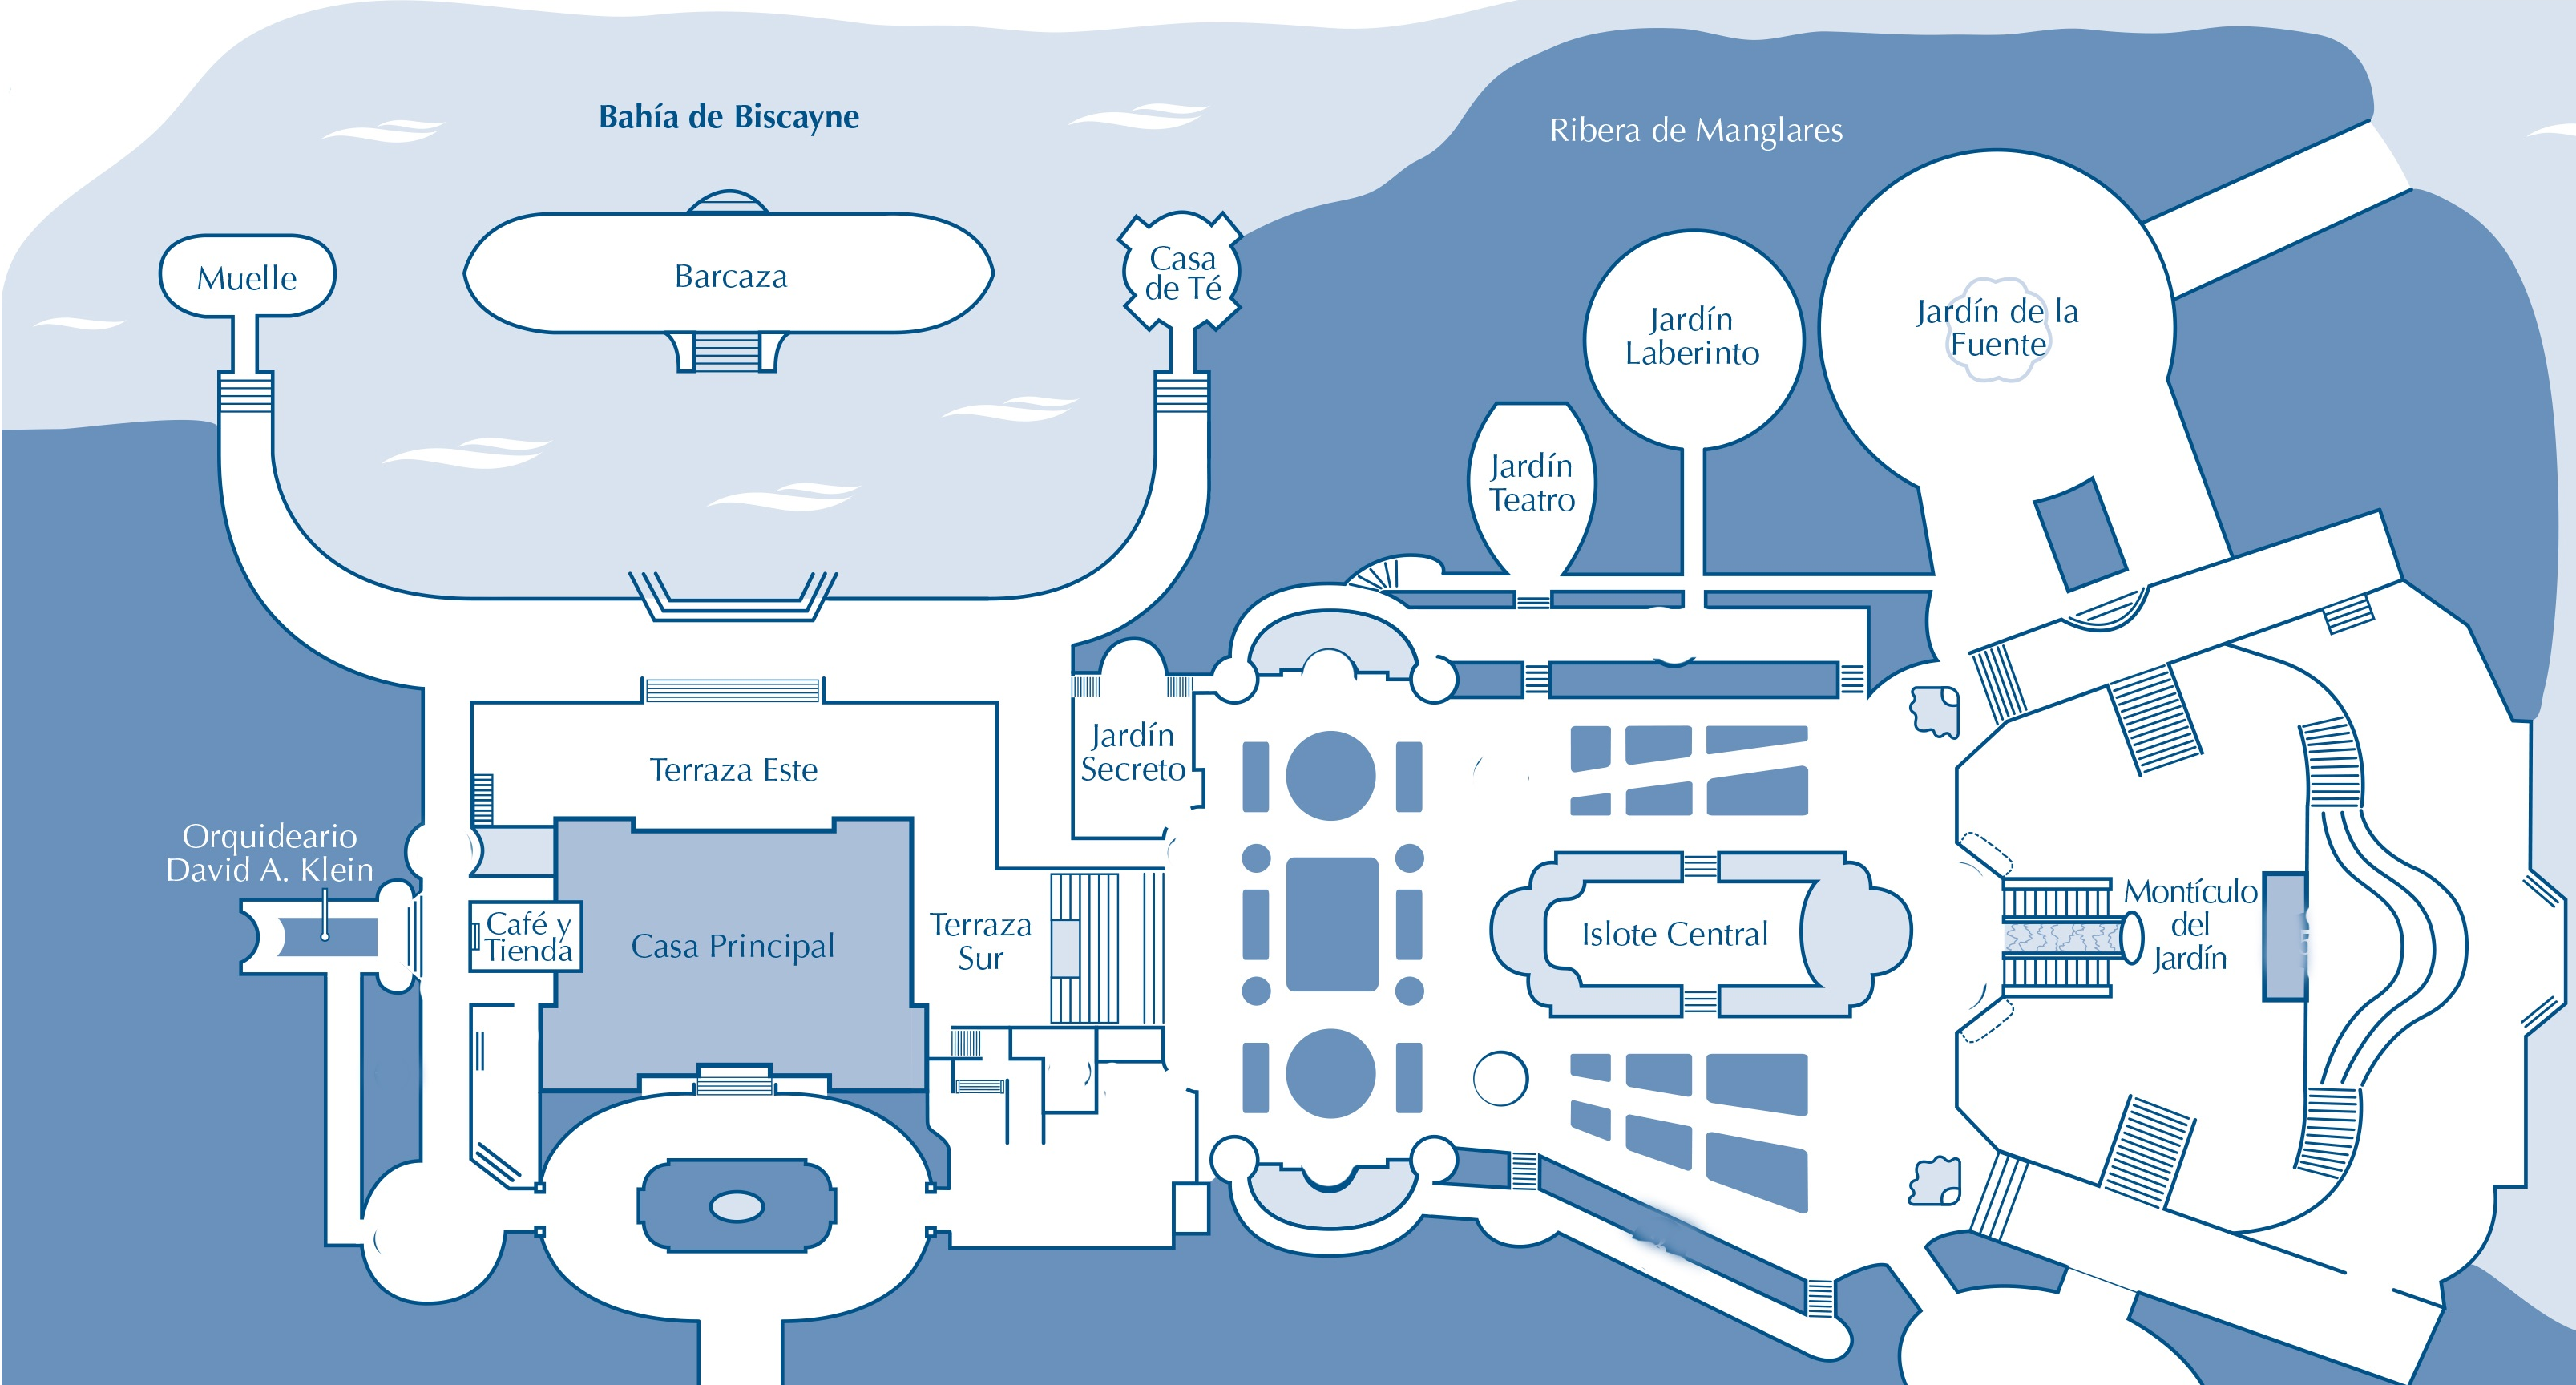 Bahía de Biscayne
Ribera de Manglares
Muelle
Barcaza
Casa
de Té
Jardín
Laberinto
Jardín de la
Fuente
Jardín
Teatro
Jardín
Secreto
Terraza Este
Orquideario
David A. Klein
Café y
Tienda
Casa Principal
Terraza
Sur
Islote Central
Montículo
del
Jardín